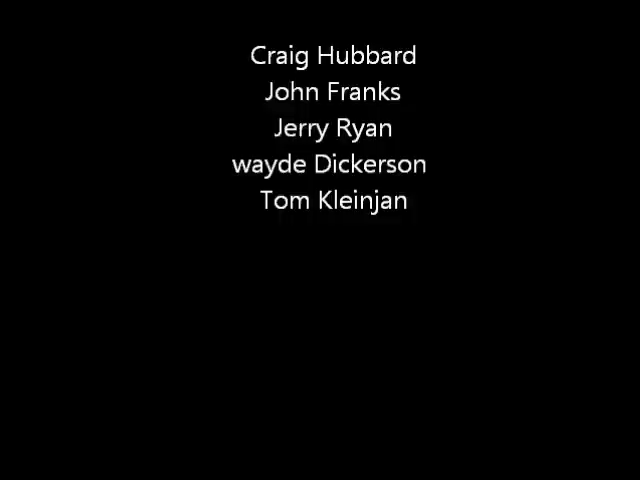 Craig Hubbard
John Franks
Jerry Ryan
wayde Dickerson
Tom Kleinjan